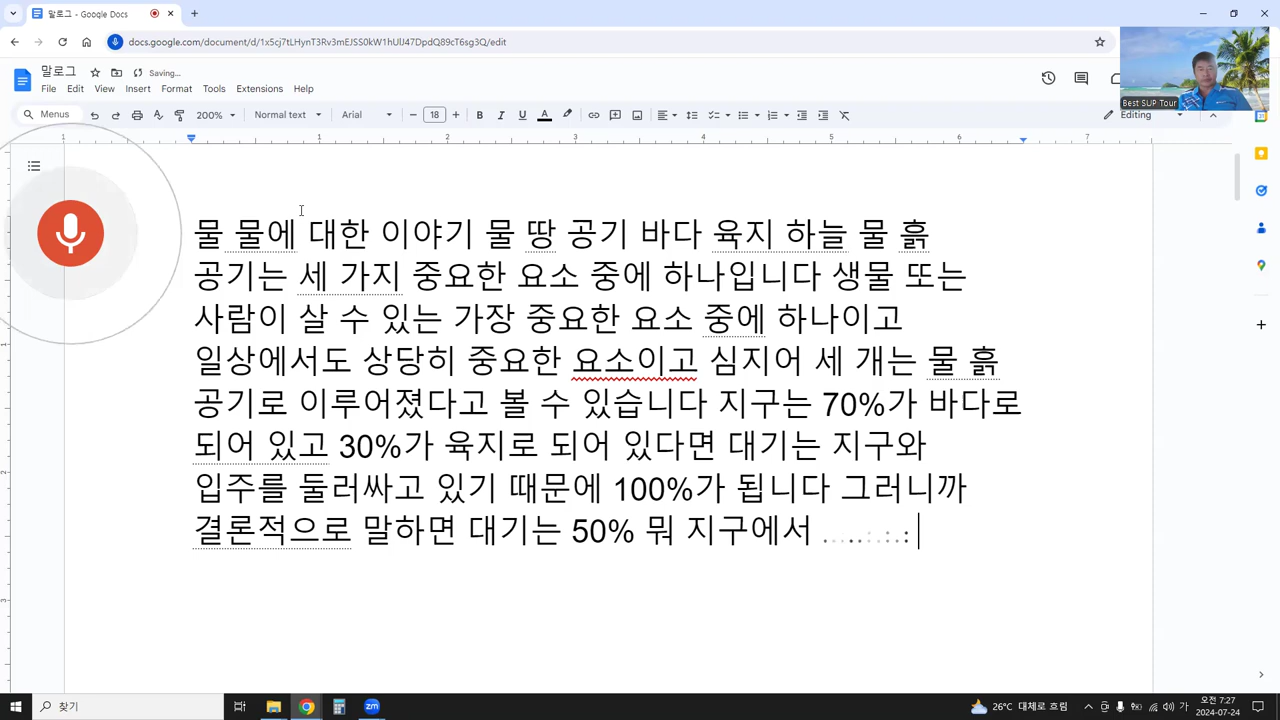 말로그 - Google Docs
docs.google.com/document/d/1x5cj7tLHynT3Rv3mEJSS0kW1hUlJ47DpdQ89cT6sg3Q/edit
말로그 Saving...
File Edit View Insert Format Tools Extensions Help
Menus 200% Normal text Arial 18 B I U A Editing
Best SUP Tour
1 1 2 3 4 5 6 7
물 물에 대한 이야기 물 땅 공기 바다 육지 하늘 물 흙
공기는 세 가지 중요한 요소 중에 하나입니다 생물 또는
사람이 살 수 있는 가장 중요한 요소 중에 하나이고
일상에서도 상당히 중요한 요소이고 심지어 세 개는 물 흙
공기로 이루어졌다고 볼 수 있습니다 지구는 70%가 바다로
되어 있고 30%가 육지로 되어 있다면 대기는 지구와
입주를 둘러싸고 있기 때문에 100%가 됩니다 그러니까
결론적으로 말하면 대기는 50% 뭐 지구에서
찾기 zm 26°C 대체로 흐림 가 오전 7:27
2024-07-24